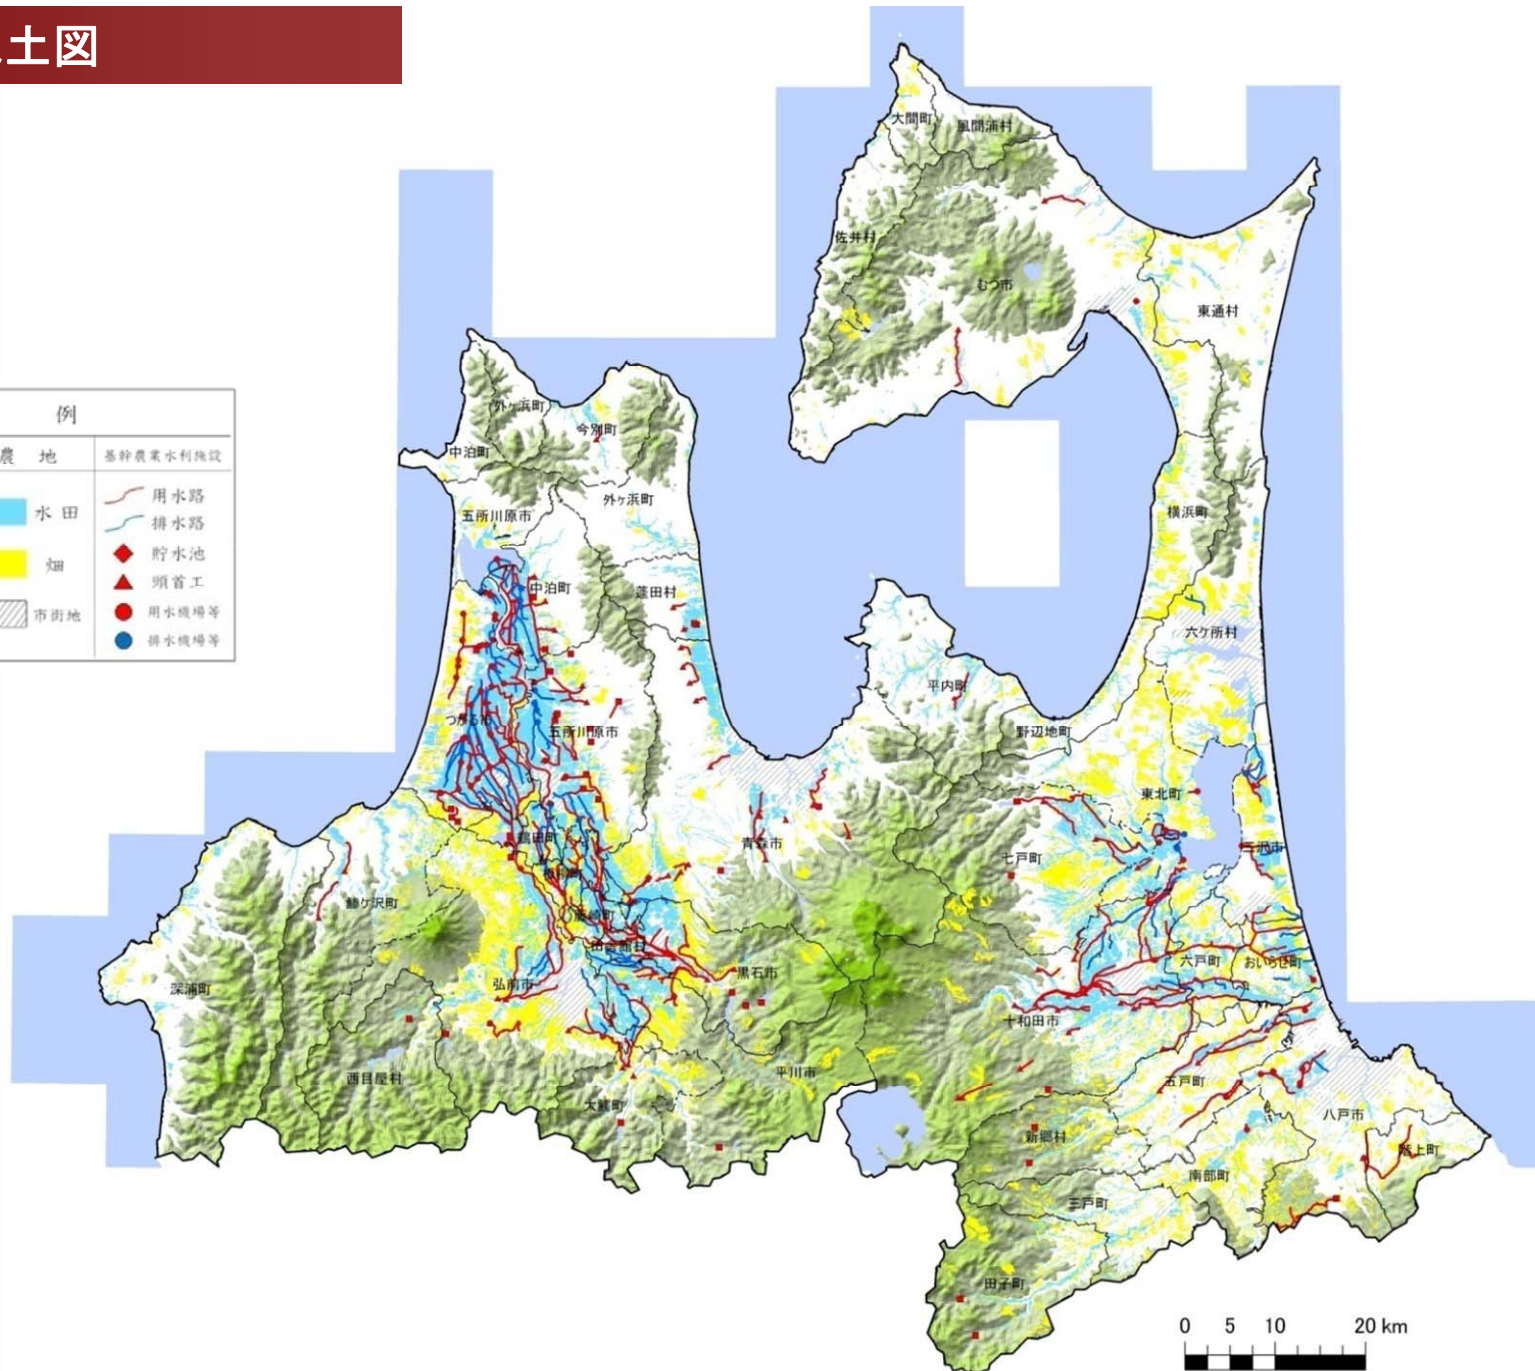 土図
例
農 地
基幹農業水利施設
水田
畑
市街地
用水路
排水路
貯水池
頭首工
用水機場等
排水機場等
大間町
風間浦村
佐井村
むつ市
東通村
外ヶ浜町
今別町
中泊町
外ヶ浜町
五所川原市
横浜町
中泊町
蓬田村
六ケ所村
平内町
つがる市
五所川原市
野辺地町
東北町
鶴田町
青森市
三沢市
七戸町
板柳町
鰺ケ沢町
藤崎町
田舎館村
黒石市
六戸町
おいらせ町
深浦町
弘前市
十和田市
西目屋村
平川市
五戸町
大鰐町
八戸市
新郷村
階上町
南部町
三戸町
田子町
0 5 10 20 km